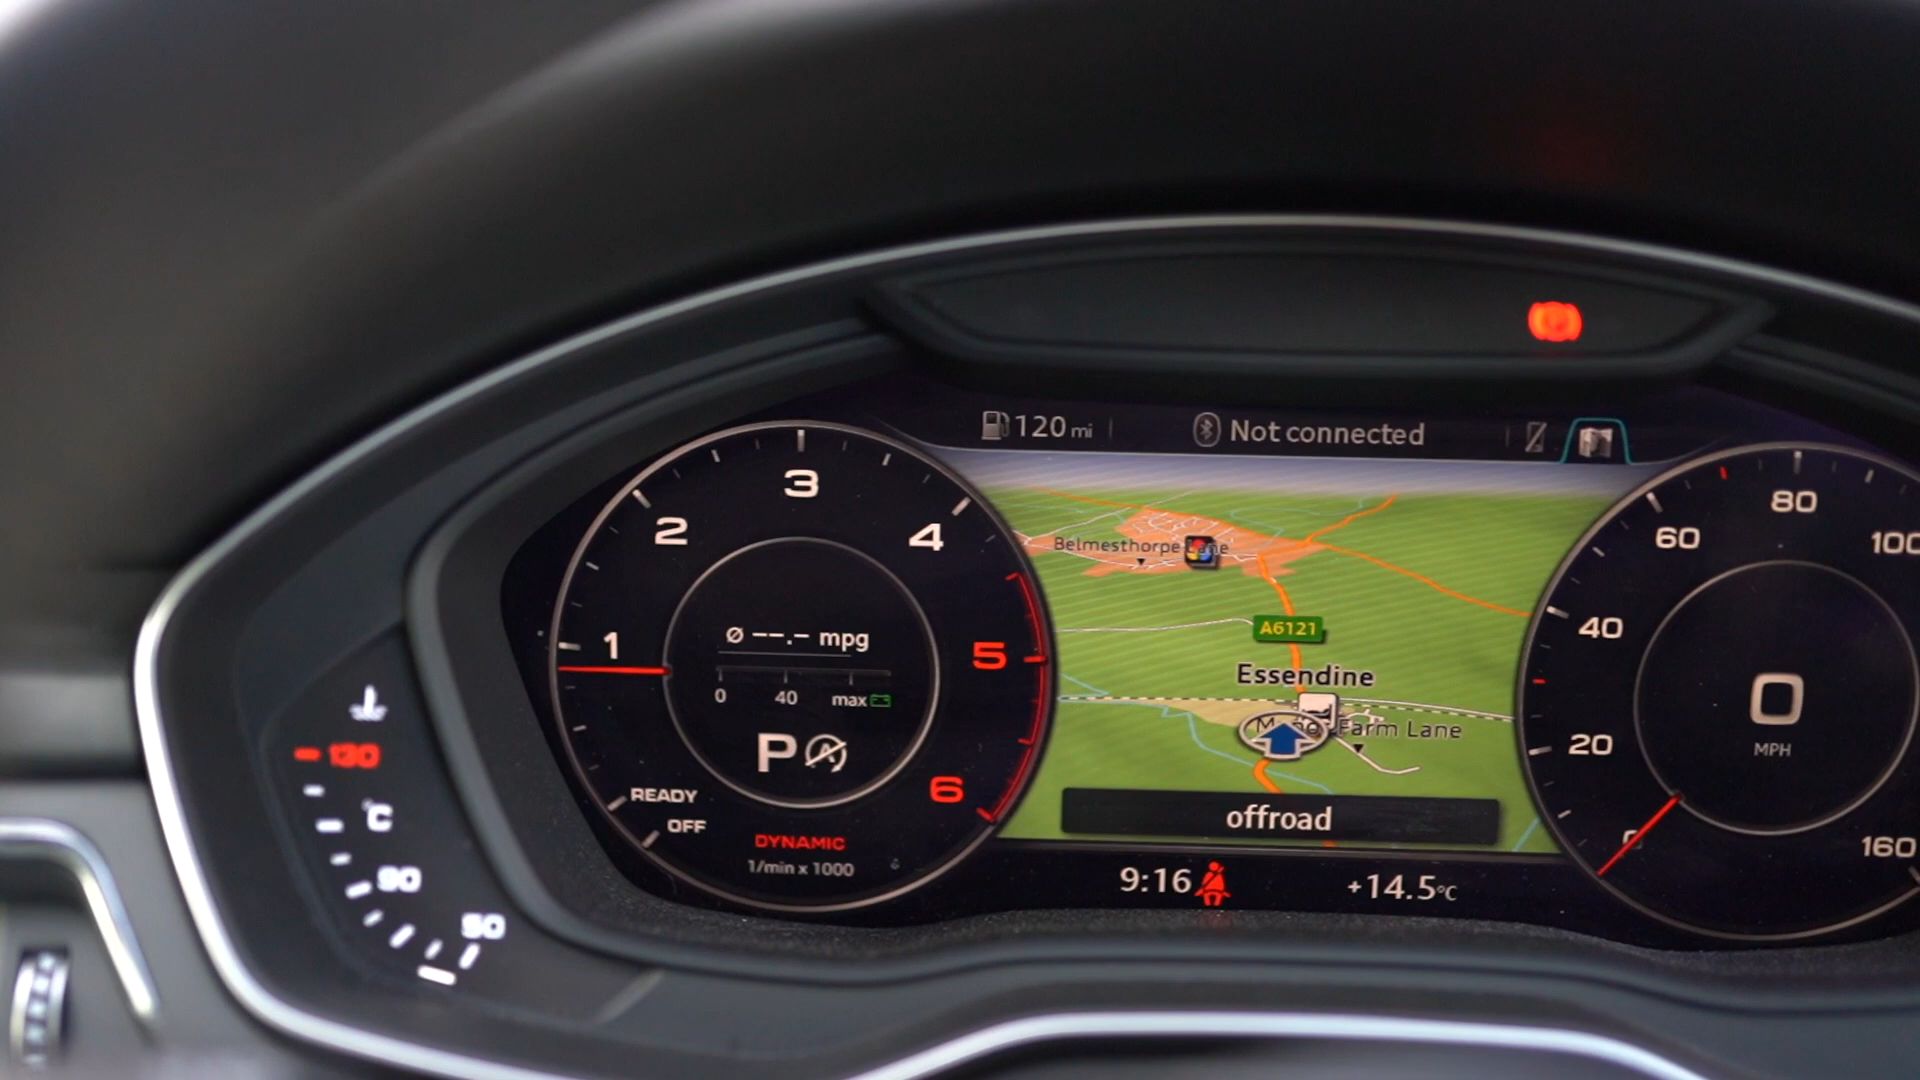 120 mi
Not connected
3
2
4
1
5
6
Ø --.- mpg
0 40 max
P
READY
OFF
DYNAMIC
1/min x 1000
130
°C
90
50
Belmesthorpe Lane
A6121
Essendine
Manor Farm Lane
offroad
9:16
+14.5°C
80
60
100
40
20
0
MPH
160